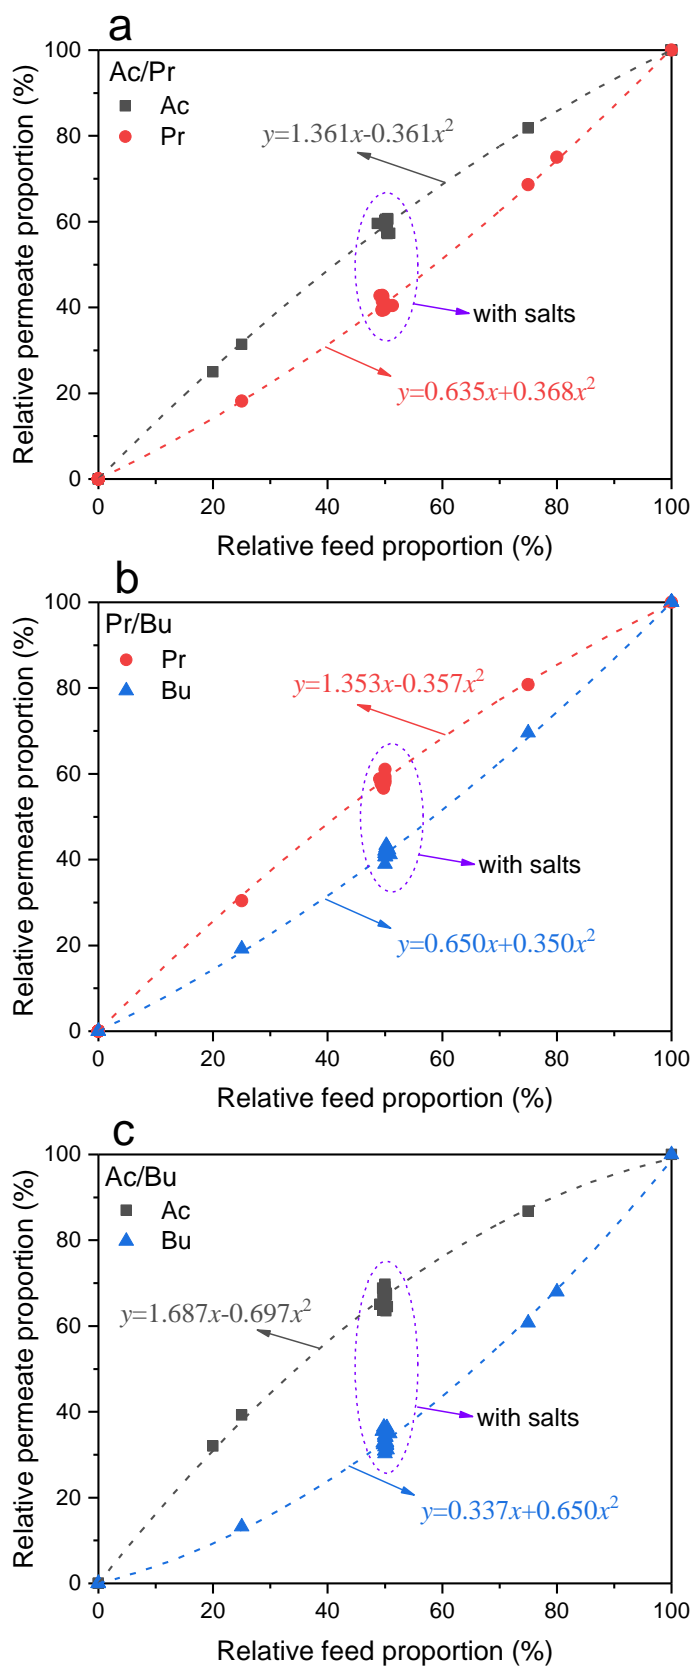 a
Ac/Pr
Ac
Pr
y=1.361x-0.361x²
with salts
y=0.635x+0.368x²
100
80
60
40
20
0
0 20 40 60 80 100
Relative permeate proportion (%)
Relative feed proportion (%)
b
Pr/Bu
Pr
Bu
y=1.353x-0.357x²
with salts
y=0.650x+0.350x²
100
80
60
40
20
0
0 20 40 60 80 100
Relative permeate proportion (%)
Relative feed proportion (%)
c
Ac/Bu
Ac
Bu
y=1.687x-0.697x²
with salts
y=0.337x+0.650x²
100
80
60
40
20
0
0 20 40 60 80 100
Relative permeate proportion (%)
Relative feed proportion (%)